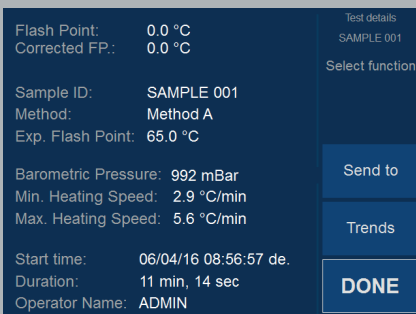 Flash Point: 0.0 °C
Corrected FP.: 0.0 °C
Sample ID: SAMPLE 001
Method: Method A
Exp. Flash Point: 65.0 °C
Barometric Pressure: 992 mBar
Min. Heating Speed: 2.9 °C/min
Max. Heating Speed: 5.6 °C/min
Start time: 06/04/16 08:56:57 de.
Duration: 11 min, 14 sec
Operator Name: ADMIN
Test details
SAMPLE 001
Select function
Send to
Trends
DONE